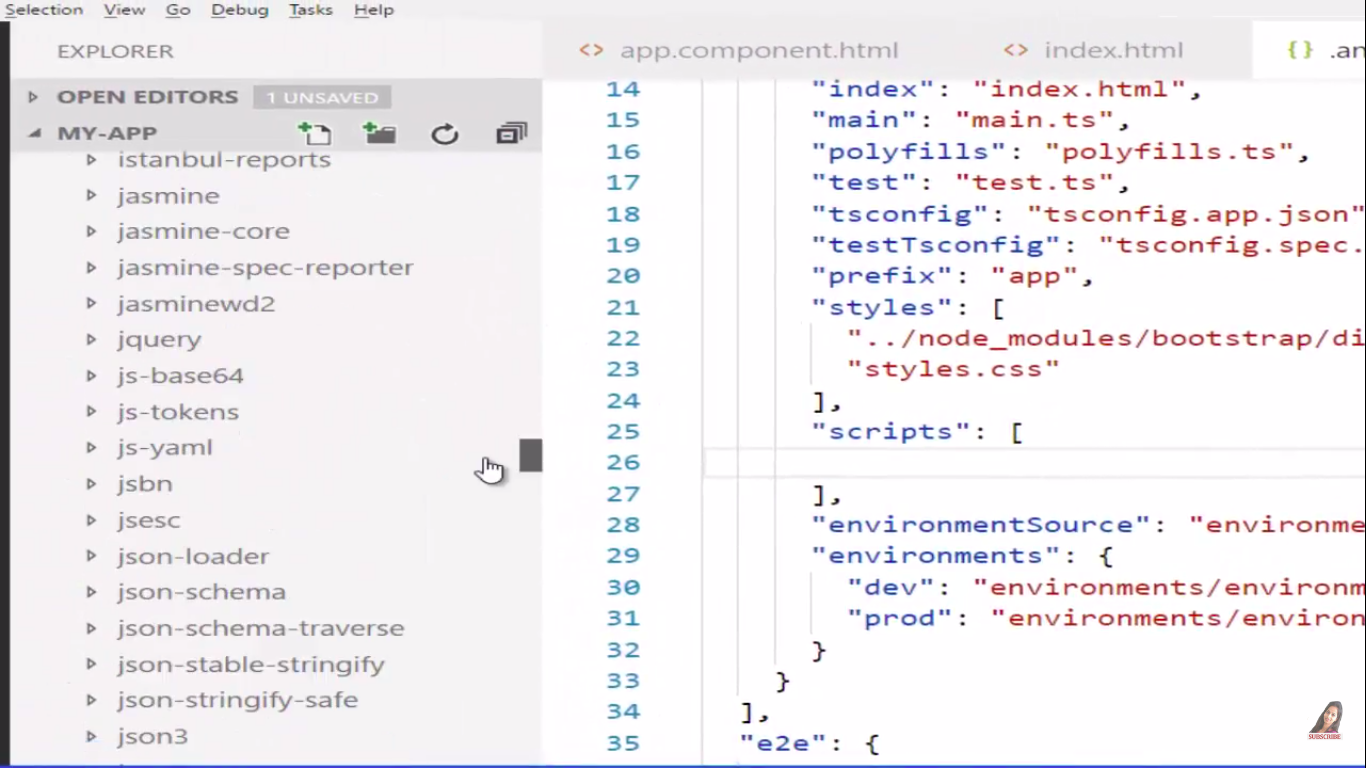 Selection View Go Debug Tasks Help
EXPLORER
OPEN EDITORS 1 UNSAVED
MY-APP
istanbul-reports
jasmine
jasmine-core
jasmine-spec-reporter
jasminewd2
jquery
js-base64
js-tokens
js-yaml
jsbn
jsesc
json-loader
json-schema
json-schema-traverse
json-stable-stringify
json-stringify-safe
json3
<> app.component.html <> index.html {} .an
14 "index": "index.html",
15 "main": "main.ts",
16 "polyfills": "polyfills.ts",
17 "test": "test.ts",
18 "tsconfig": "tsconfig.app.json"
19 "testTsconfig": "tsconfig.spec.
20 "prefix": "app",
21 "styles": [
22 "../node_modules/bootstrap/di
23 "styles.css"
24 ],
25 "scripts": [
26
27 ],
28 "environmentSource": "environme
29 "environments": {
30 "dev": "environments/environm
31 "prod": "environments/environ
32 }
33 }
34 ],
35 "e2e": {
SUBSCRIBE